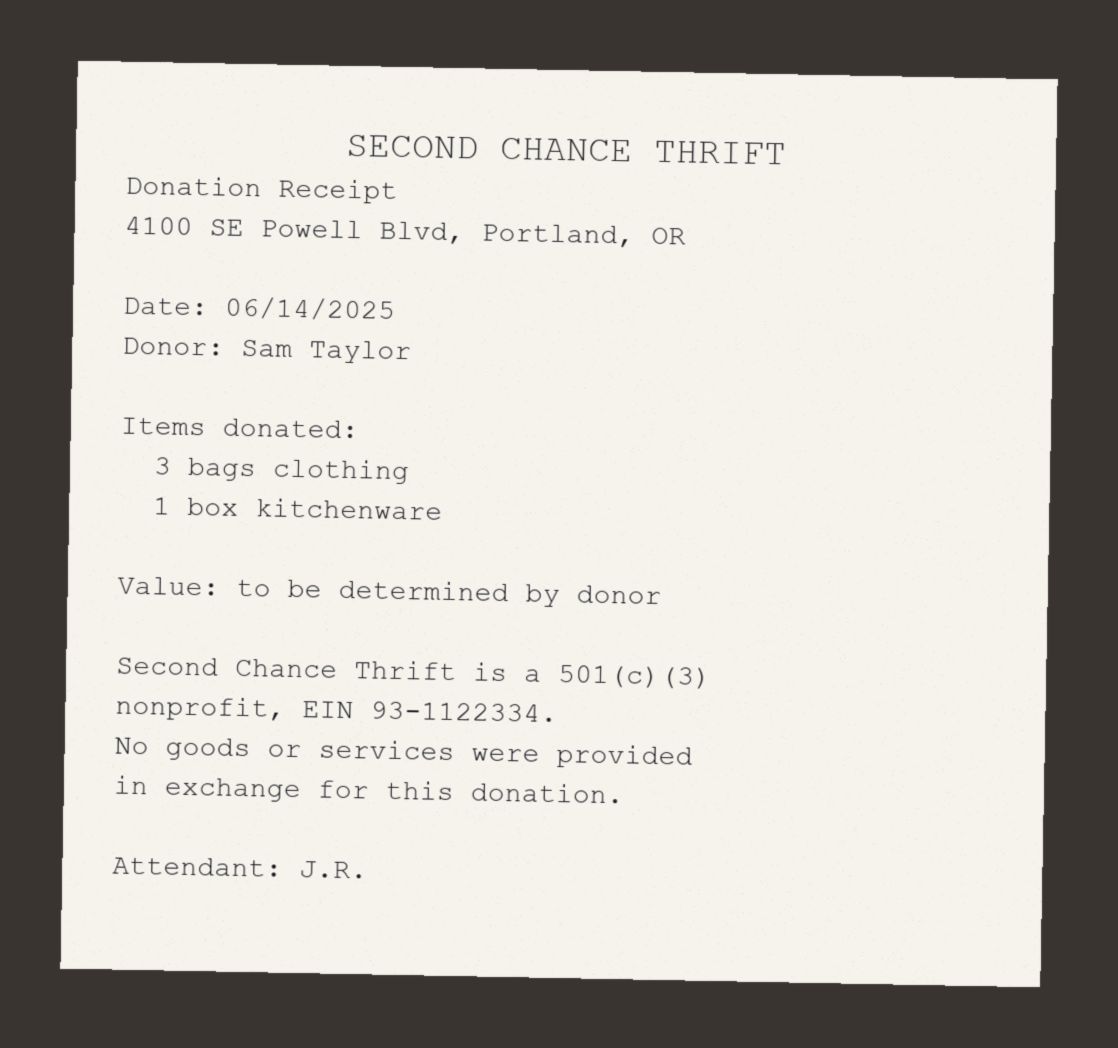 SECOND CHANCE THRIFT
Donation Receipt
4100 SE Powell Blvd, Portland, OR
Date: 06/14/2025
Donor: Sam Taylor
Items donated:
3 bags clothing
1 box kitchenware
Value: to be determined by donor
Second Chance Thrift is a 501(c)(3)
nonprofit, EIN 93-1122334.
No goods or services were provided
in exchange for this donation.
Attendant: J.R.